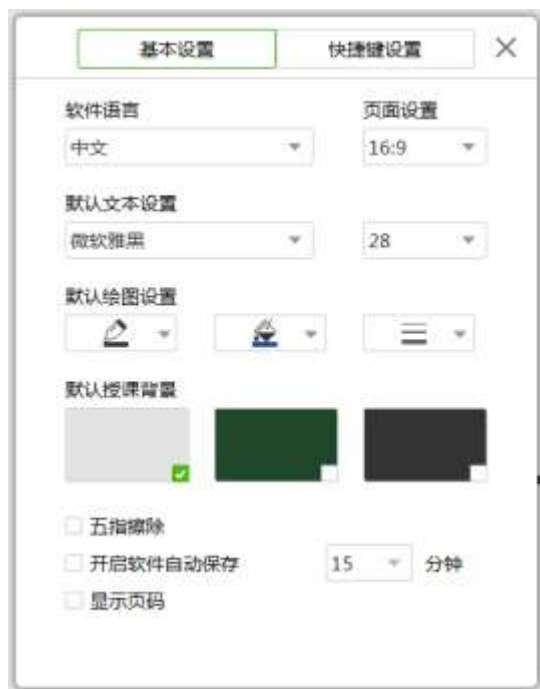 基本设置 快捷键设置
软件语言 页面设置
中文 16:9
默认文本设置
微软雅黑 28
默认绘图设置
默认授课背景
五指擦除
开启软件自动保存 15 分钟
显示页码